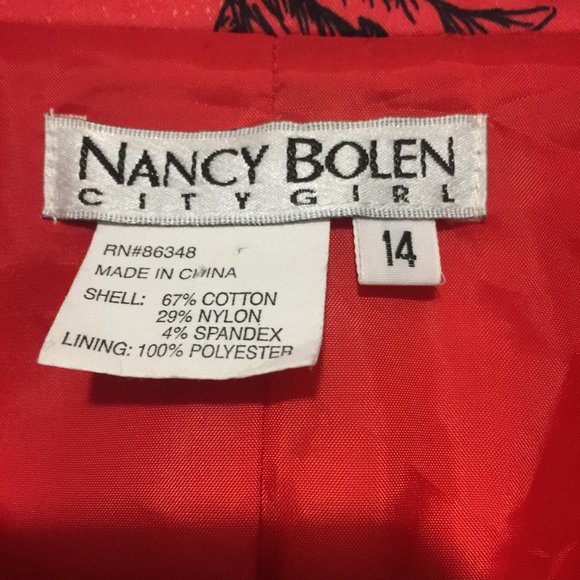 NANCY BOLEN
CITY GIRL
14
RN#86348
MADE IN CHINA
SHELL: 67% COTTON
29% NYLON
4% SPANDEX
LINING: 100% POLYESTER